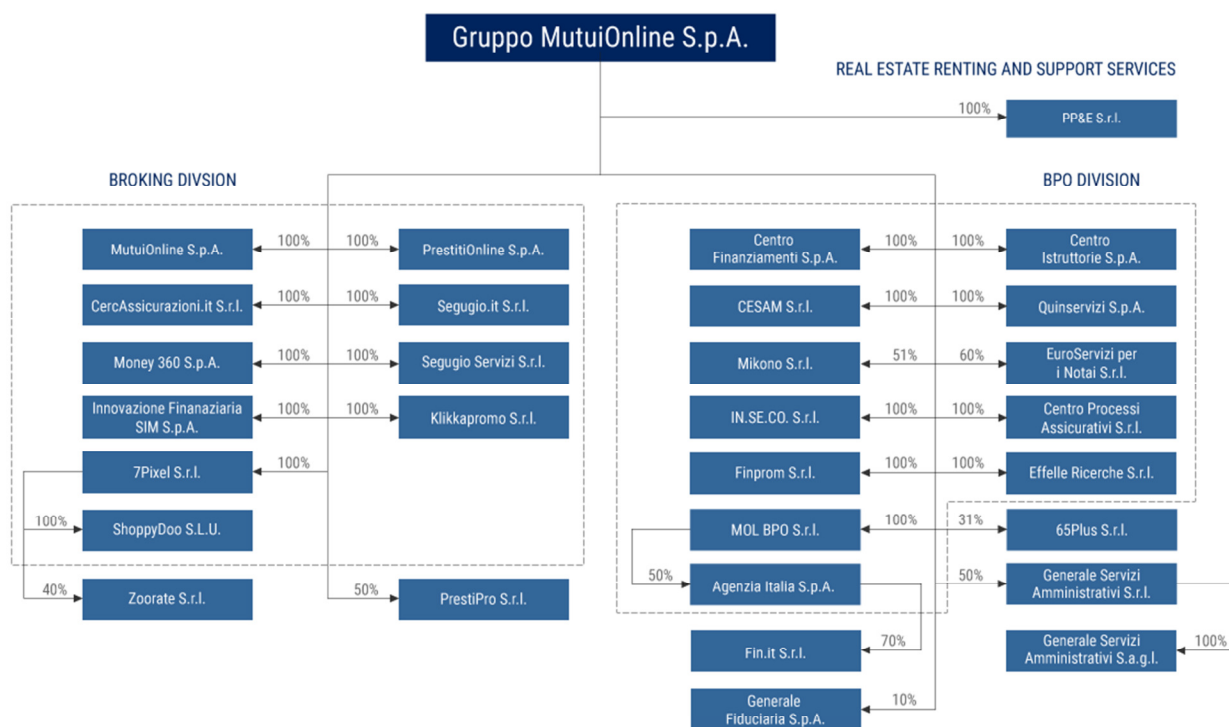 Gruppo MutuiOnline S.p.A.
REAL ESTATE RENTING AND SUPPORT SERVICES
100%
PP&E S.r.l.
BROKING DIVSION
MutuiOnline S.p.A.
100%
100%
PrestitiOnline S.p.A.
CercAssicurazioni.it S.r.l.
100%
100%
Segugio.it S.r.l.
Money 360 S.p.A.
100%
100%
Segugio Servizi S.r.l.
Innovazione Finanaziaria
SIM S.p.A.
100%
100%
Klikkapromo S.r.l.
7Pixel S.r.l.
100%
100%
ShoppyDoo S.L.U.
40%
Zoorate S.r.l.
50%
PrestiPro S.r.l.
BPO DIVISION
Centro
Finanziamenti S.p.A.
100%
100%
Centro
Istruttorie S.p.A.
CESAM S.r.l.
100%
100%
Quinservizi S.p.A.
Mikono S.r.l.
51%
60%
EuroServizi per
i Notai S.r.l.
IN.SE.CO. S.r.l.
100%
100%
Centro Processi
Assicurativi S.r.l.
Finprom S.r.l.
100%
100%
Effelle Ricerche S.r.l.
MOL BPO S.r.l.
100%
31%
65Plus S.r.l.
50%
Agenzia Italia S.p.A.
50%
Generale Servizi
Amministrativi S.r.l.
Fin.it S.r.l.
70%
Generale Servizi
Amministrativi S.a.g.l.
100%
Generale
Fiduciaria S.p.A.
10%